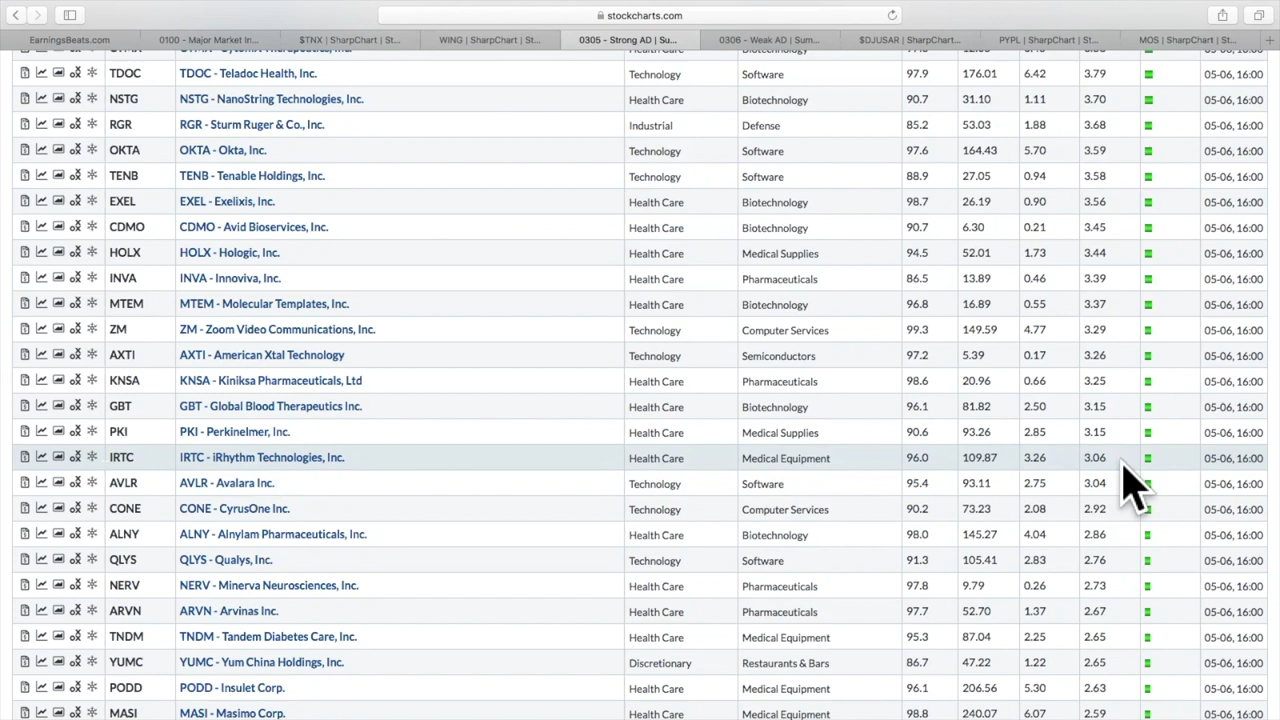 stockcharts.com
EarningsBeats.com 0100 - Major Market In... $TNX | SharpChart | St... WING | SharpChart | St... 0305 - Strong AD | Su... 0306 - Weak AD | Sum... $DJUSAR | SharpChart... PYPL | SharpChart | St... MOS | SharpChart | St...
TDOC TDOC - Teladoc Health, Inc. Technology Software 97.9 176.01 6.42 3.79 05-06, 16:00
NSTG NSTG - NanoString Technologies, Inc. Health Care Biotechnology 90.7 31.10 1.11 3.70 05-06, 16:00
RGR RGR - Sturm Ruger & Co., Inc. Industrial Defense 85.2 53.03 1.88 3.68 05-06, 16:00
OKTA OKTA - Okta, Inc. Technology Software 97.6 164.43 5.70 3.59 05-06, 16:00
TENB TENB - Tenable Holdings, Inc. Technology Software 88.9 27.05 0.94 3.58 05-06, 16:00
EXEL EXEL - Exelixis, Inc. Health Care Biotechnology 98.7 26.19 0.90 3.56 05-06, 16:00
CDMO CDMO - Avid Bioservices, Inc. Health Care Biotechnology 90.7 6.30 0.21 3.45 05-06, 16:00
HOLX HOLX - Hologic, Inc. Health Care Medical Supplies 94.5 52.01 1.73 3.44 05-06, 16:00
INVA INVA - Innoviva, Inc. Health Care Pharmaceuticals 86.5 13.89 0.46 3.39 05-06, 16:00
MTEM MTEM - Molecular Templates, Inc. Health Care Biotechnology 96.8 16.89 0.55 3.37 05-06, 16:00
ZM ZM - Zoom Video Communications, Inc. Technology Computer Services 99.3 149.59 4.77 3.29 05-06, 16:00
AXTI AXTI - American Xtal Technology Technology Semiconductors 97.2 5.39 0.17 3.26 05-06, 16:00
KNSA KNSA - Kiniksa Pharmaceuticals, Ltd Health Care Pharmaceuticals 98.6 20.96 0.66 3.25 05-06, 16:00
GBT GBT - Global Blood Therapeutics Inc. Health Care Biotechnology 96.1 81.82 2.50 3.15 05-06, 16:00
PKI PKI - Perkinelmer, Inc. Health Care Medical Supplies 90.6 93.26 2.85 3.15 05-06, 16:00
IRTC IRTC - iRhythm Technologies, Inc. Health Care Medical Equipment 96.0 109.87 3.26 3.06 05-06, 16:00
AVLR AVLR - Avalara Inc. Technology Software 95.4 93.11 2.75 3.04 05-06, 16:00
CONE CONE - CyrusOne Inc. Technology Computer Services 90.2 73.23 2.08 2.92 05-06, 16:00
ALNY ALNY - Alnylam Pharmaceuticals, Inc. Health Care Biotechnology 98.0 145.27 4.04 2.86 05-06, 16:00
QLYS QLYS - Qualys, Inc. Technology Software 91.3 105.41 2.83 2.76 05-06, 16:00
NERV NERV - Minerva Neurosciences, Inc. Health Care Pharmaceuticals 97.8 9.79 0.26 2.73 05-06, 16:00
ARVN ARVN - Arvinas Inc. Health Care Pharmaceuticals 97.7 52.70 1.37 2.67 05-06, 16:00
TNDM TNDM - Tandem Diabetes Care, Inc. Health Care Medical Equipment 95.3 87.04 2.25 2.65 05-06, 16:00
YUMC YUMC - Yum China Holdings, Inc. Discretionary Restaurants & Bars 86.7 47.22 1.22 2.65 05-06, 16:00
PODD PODD - Insulet Corp. Health Care Medical Equipment 96.1 206.56 5.30 2.63 05-06, 16:00
MASI MASI - Masimo Corp. Health Care Medical Equipment 98.8 240.07 6.07 2.59 05-06, 16:00